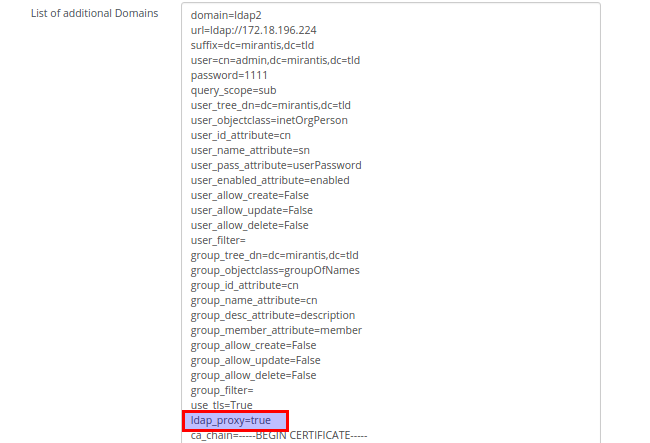 List of additional Domains
domain=ldap2
url=ldap://172.18.196.224
suffix=dc=mirantis,dc=tld
user=cn=admin,dc=mirantis,dc=tld
password=1111
query_scope=sub
user_tree_dn=dc=mirantis,dc=tld
user_objectclass=inetOrgPerson
user_id_attribute=cn
user_name_attribute=sn
user_pass_attribute=userPassword
user_enabled_attribute=enabled
user_allow_create=False
user_allow_update=False
user_allow_delete=False
user_filter=
group_tree_dn=dc=mirantis,dc=tld
group_objectclass=groupOfNames
group_id_attribute=cn
group_name_attribute=cn
group_desc_attribute=description
group_member_attribute=member
group_allow_create=False
group_allow_update=False
group_allow_delete=False
group_filter=
use_tls=True
ldap_proxy=true
ca_chain=-----BEGIN CERTIFICATE-----